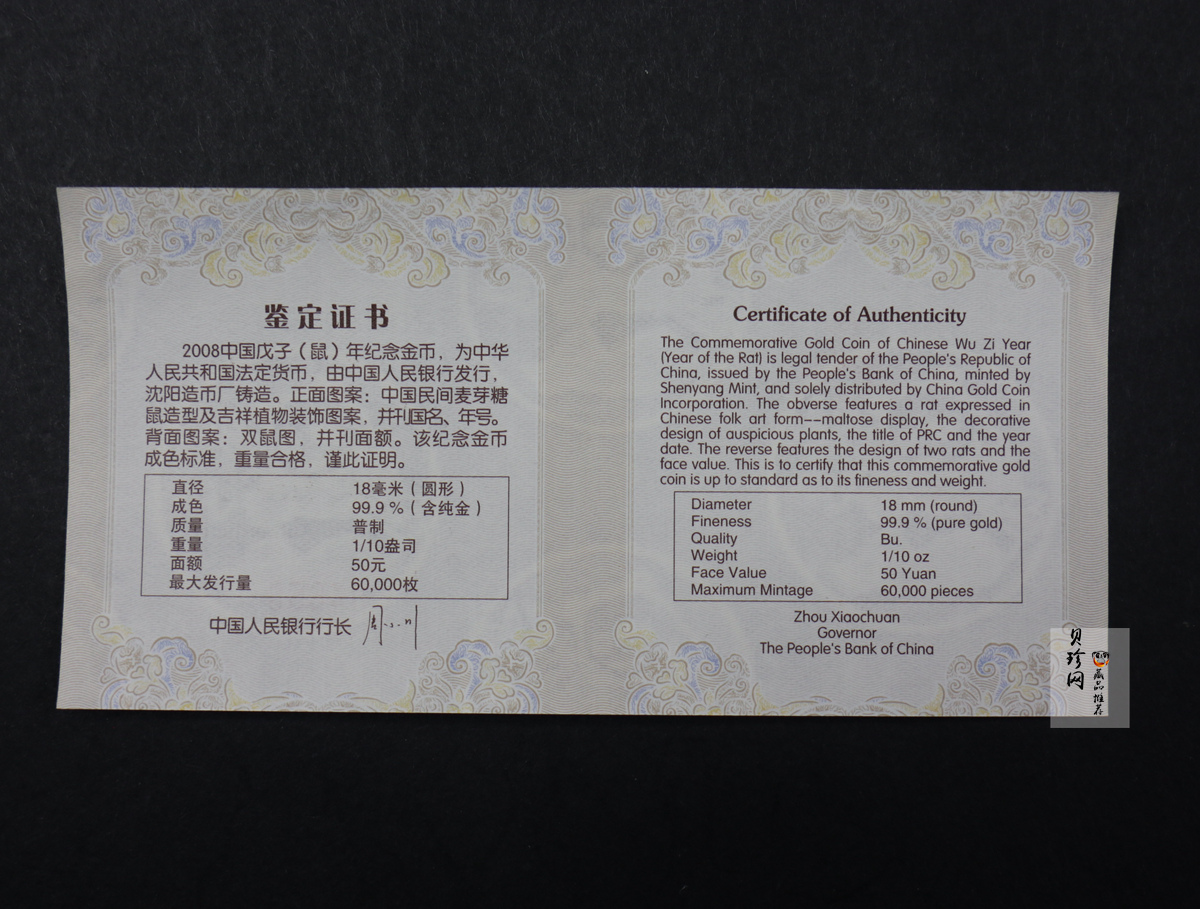 鉴定证书
2008中国戊子（鼠）年纪念金币，为中华
人民共和国法定货币，由中国人民银行发行，
沈阳造币厂铸造。正面图案：中国民间麦芽糖
鼠造型及吉祥植物装饰图案，并刊国名、年号。
背面图案：双鼠图，并刊面额。该纪念金币
成色标准，重量合格，谨此证明。
直径 18毫米（圆形）
成色 99.9 %（含纯金）
质量 普制
重量 1/10盎司
面额 50元
最大发行量 60,000枚
中国人民银行行长 周小川
Certificate of Authenticity
The Commemorative Gold Coin of Chinese Wu Zi Year
(Year of the Rat) is legal tender of the People's Republic of
China, issued by the People's Bank of China, minted by
Shenyang Mint, and solely distributed by China Gold Coin
Incorporation. The obverse features a rat expressed in
Chinese folk art form--maltose display, the decorative
design of auspicious plants, the title of PRC and the year
date. The reverse features the design of two rats and the
face value. This is to certify that this commemorative gold
coin is up to standard as to its fineness and weight.
Diameter 18 mm (round)
Fineness 99.9 % (pure gold)
Quality Bu.
Weight 1/10 oz
Face Value 50 Yuan
Maximum Mintage 60,000 pieces
Zhou Xiaochuan
Governor
The People's Bank of China
贝珍网
藏品推荐